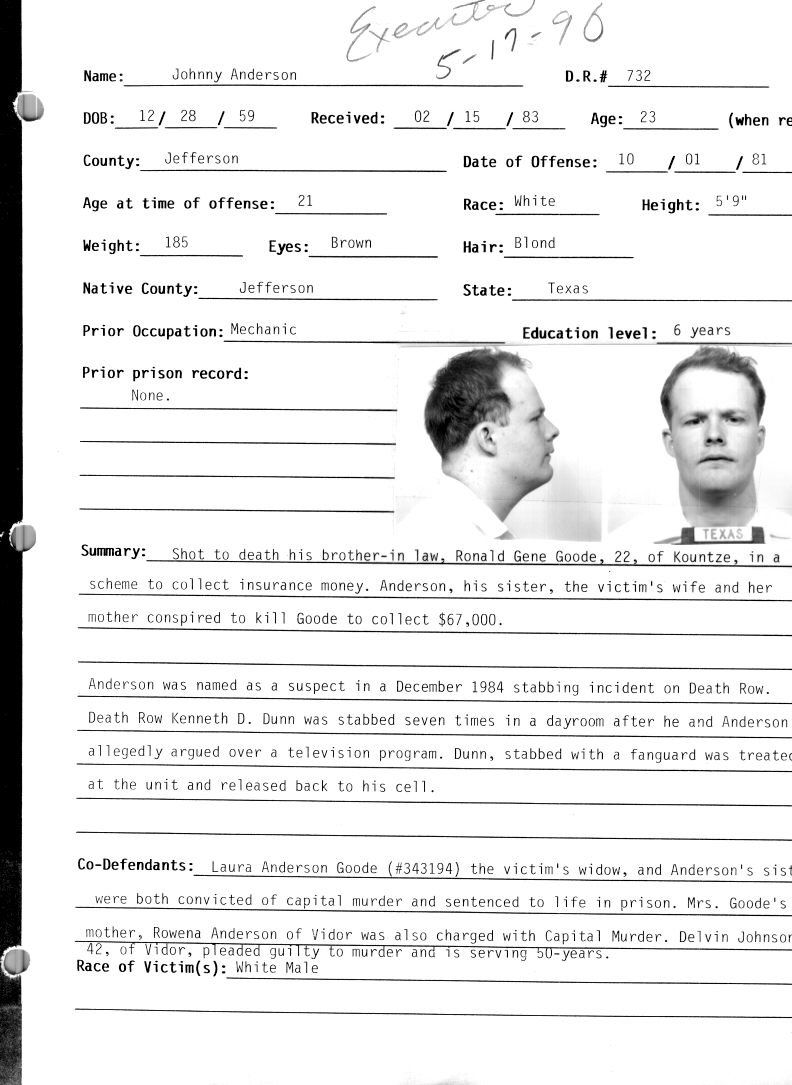 Executed
5-17-90
Name: Johnny Anderson D.R.# 732
DOB: 12/ 28 / 59 Received: 02 / 15 / 83 Age: 23 (when re
County: Jefferson Date of Offense: 10 / 01 / 81
Age at time of offense: 21 Race: White Height: 5'9"
Weight: 185 Eyes: Brown Hair: Blond
Native County: Jefferson State: Texas
Prior Occupation: Mechanic Education level: 6 years
Prior prison record:
None.
TEXAS
Summary: Shot to death his brother-in law, Ronald Gene Goode, 22, of Kountze, in a
scheme to collect insurance money. Anderson, his sister, the victim's wife and her
mother conspired to kill Goode to collect $67,000.
Anderson was named as a suspect in a December 1984 stabbing incident on Death Row.
Death Row Kenneth D. Dunn was stabbed seven times in a dayroom after he and Anderson
allegedly argued over a television program. Dunn, stabbed with a fanguard was treated
at the unit and released back to his cell.
Co-Defendants: Laura Anderson Goode (#343194) the victim's widow, and Anderson's sist
were both convicted of capital murder and sentenced to life in prison. Mrs. Goode's
mother, Rowena Anderson of Vidor was also charged with Capital Murder. Delvin Johnson
42, of Vidor, pleaded guilty to murder and is serving 50-years.
Race of Victim(s): White Male